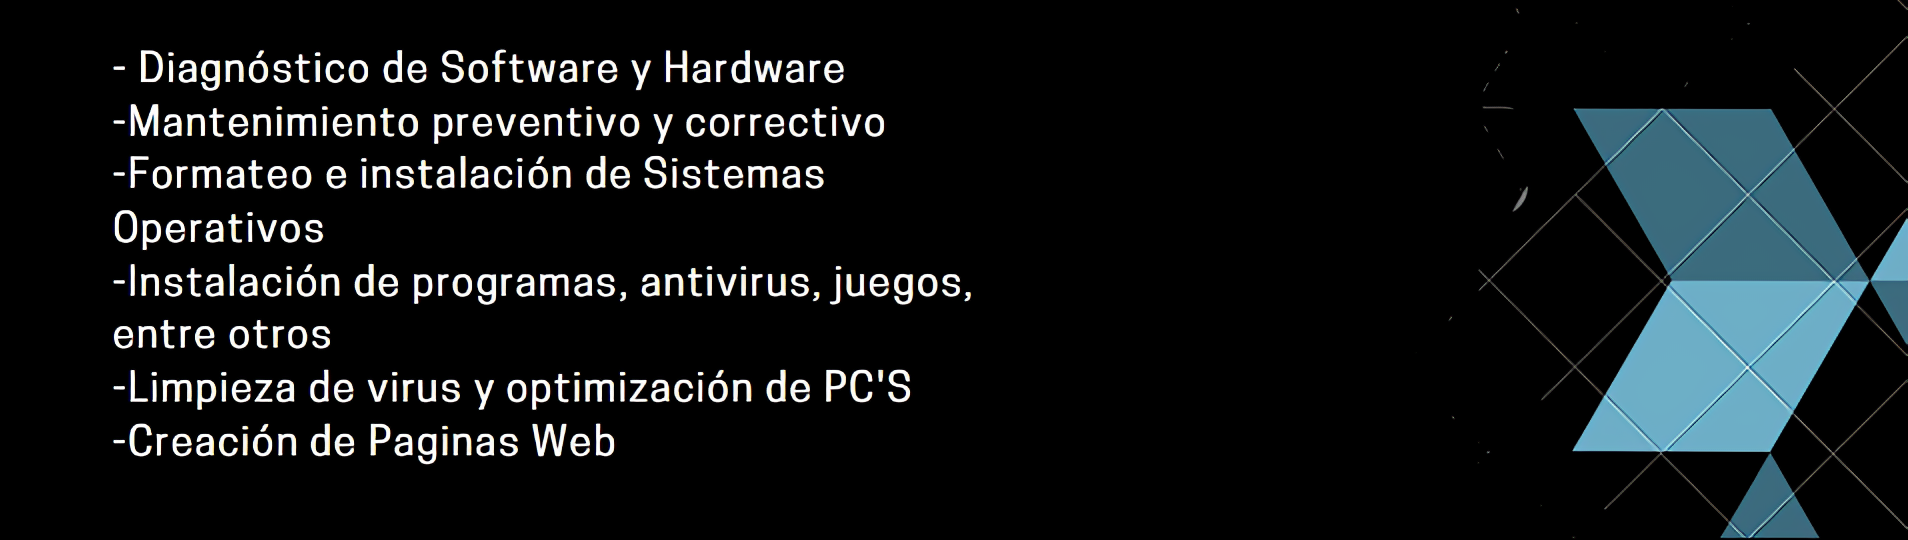 - Diagnóstico de Software y Hardware
-Mantenimiento preventivo y correctivo
-Formateo e instalación de Sistemas
Operativos
-Instalación de programas, antivirus, juegos,
entre otros
-Limpieza de virus y optimización de PC'S
-Creación de Paginas Web